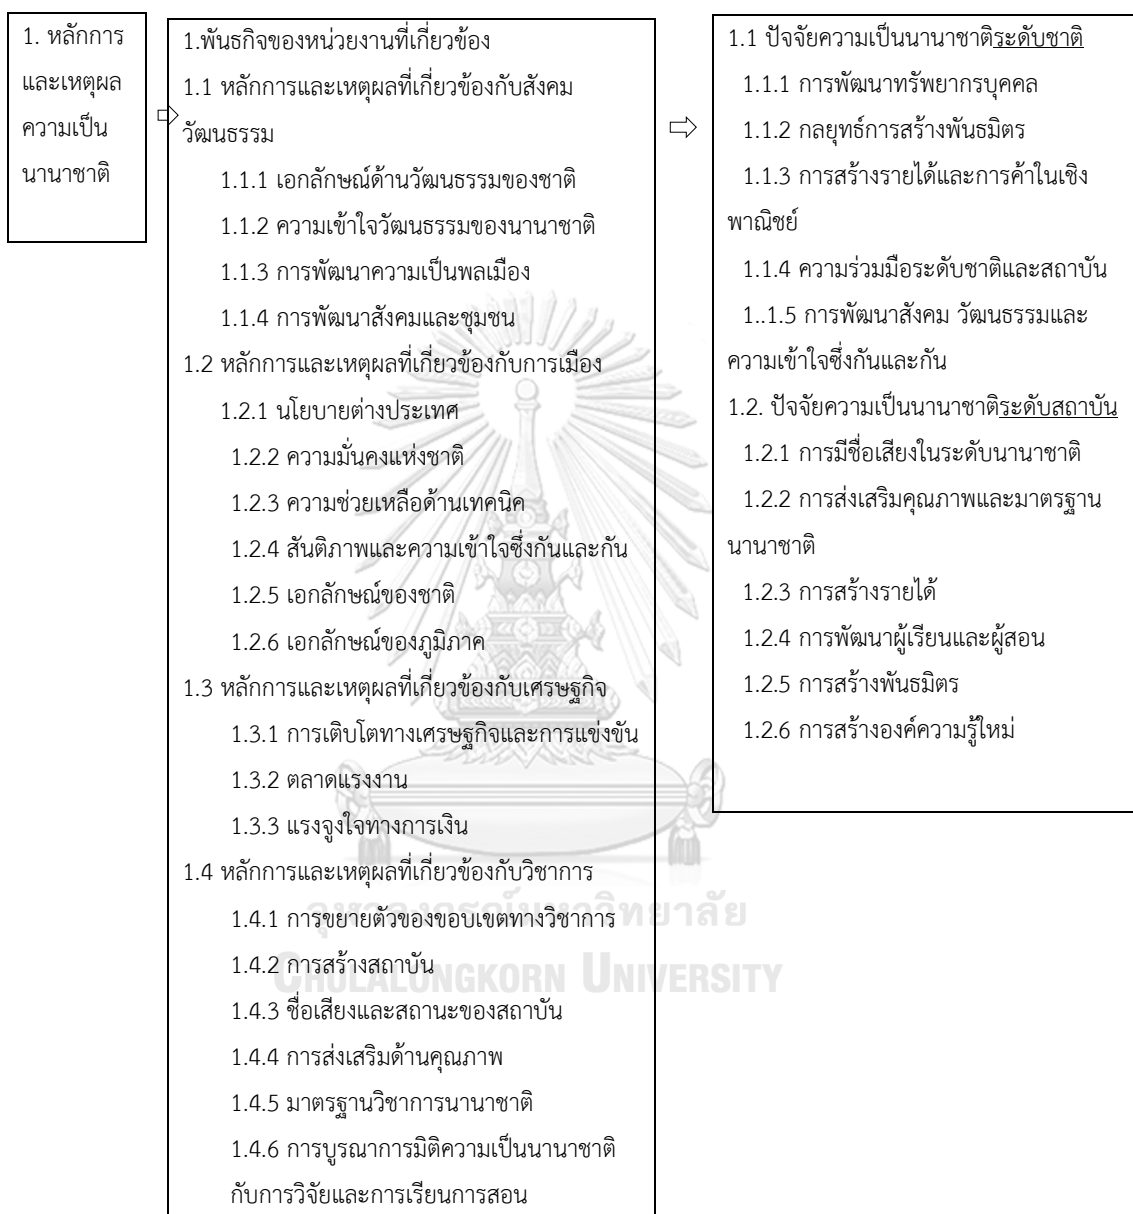 1. หลักการ
และเหตุผล
ความเป็น
นานาชาติ
1.พันธกิจของหน่วยงานที่เกี่ยวข้อง
1.1 หลักการและเหตุผลที่เกี่ยวข้องกับสังคม
วัฒนธรรม
1.1.1 เอกลักษณ์ด้านวัฒนธรรมของชาติ
1.1.2 ความเข้าใจวัฒนธรรมของนานาชาติ
1.1.3 การพัฒนาความเป็นพลเมือง
1.1.4 การพัฒนาสังคมและชุมชน
1.2 หลักการและเหตุผลที่เกี่ยวข้องกับการเมือง
1.2.1 นโยบายต่างประเทศ
1.2.2 ความมั่นคงแห่งชาติ
1.2.3 ความช่วยเหลือด้านเทคนิค
1.2.4 สันติภาพและความเข้าใจซึ่งกันและกัน
1.2.5 เอกลักษณ์ของชาติ
1.2.6 เอกลักษณ์ของภูมิภาค
1.3 หลักการและเหตุผลที่เกี่ยวข้องกับเศรษฐกิจ
1.3.1 การเติบโตทางเศรษฐกิจและการแข่งขัน
1.3.2 ตลาดแรงงาน
1.3.3 แรงจูงใจทางการเงิน
1.4 หลักการและเหตุผลที่เกี่ยวข้องกับวิชาการ
1.4.1 การขยายตัวของขอบเขตทางวิชาการ
1.4.2 การสร้างสถาบัน
1.4.3 ชื่อเสียงและสถานะของสถาบัน
1.4.4 การส่งเสริมด้านคุณภาพ
1.4.5 มาตรฐานวิชาการนานาชาติ
1.4.6 การบูรณาการมิติความเป็นนานาชาติ
กับการวิจัยและการเรียนการสอน
1.1 ปัจจัยความเป็นนานาชาติระดับชาติ
1.1.1 การพัฒนาทรัพยากรบุคคล
1.1.2 กลยุทธ์การสร้างพันธมิตร
1.1.3 การสร้างรายได้และการค้าในเชิง
พาณิชย์
1.1.4 ความร่วมมือระดับชาติและสถาบัน
1..1.5 การพัฒนาสังคม วัฒนธรรมและ
ความเข้าใจซึ่งกันและกัน
1.2. ปัจจัยความเป็นนานาชาติระดับสถาบัน
1.2.1 การมีชื่อเสียงในระดับนานาชาติ
1.2.2 การส่งเสริมคุณภาพและมาตรฐาน
นานาชาติ
1.2.3 การสร้างรายได้
1.2.4 การพัฒนาผู้เรียนและผู้สอน
1.2.5 การสร้างพันธมิตร
1.2.6 การสร้างองค์ความรู้ใหม่
จุฬาลงกรณ์มหาวิทยาลัย
CHULALONGKORN UNIVERSITY